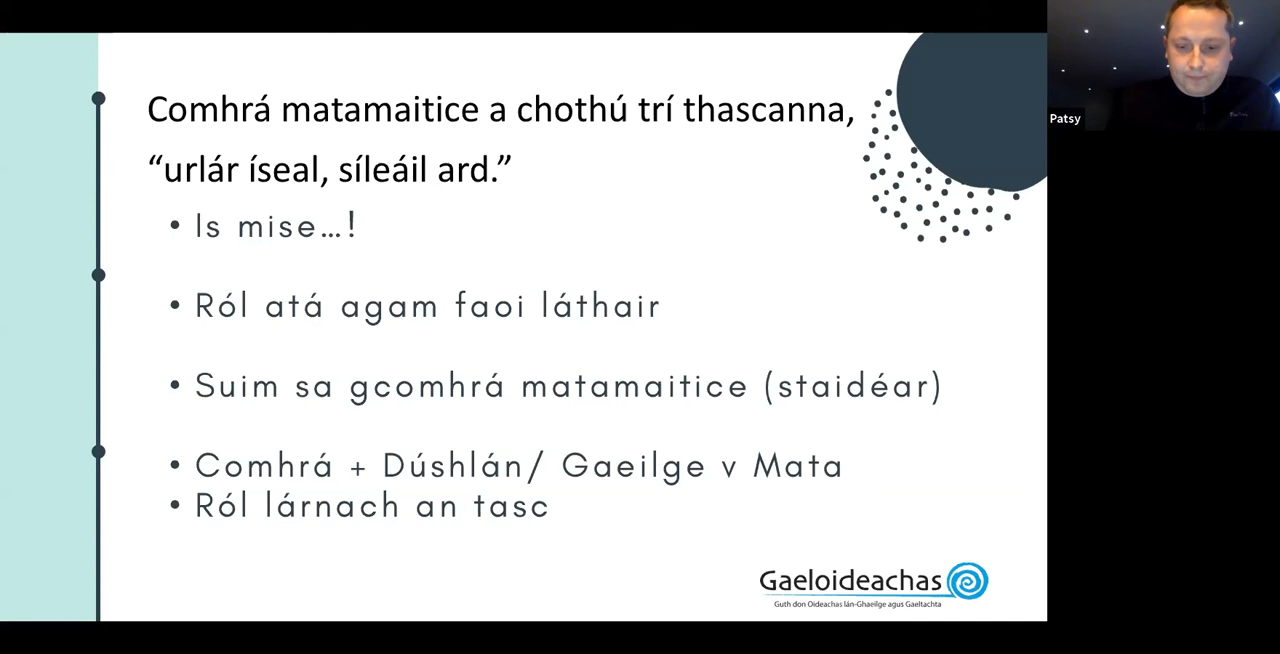 Comhrá matamaitice a chothú trí thascanna,
“urlár íseal, síleáil ard.”
• Is mise…!
• Ról atá agam faoi láthair
• Suim sa gcomhrá matamaitice (staidéar)
• Comhrá + Dúshlán/ Gaeilge v Mata
• Ról lárnach an tasc
Gaeloideachas
Guth don Oideachas lán-Ghaeilge agus Gaeltachta
Patsy